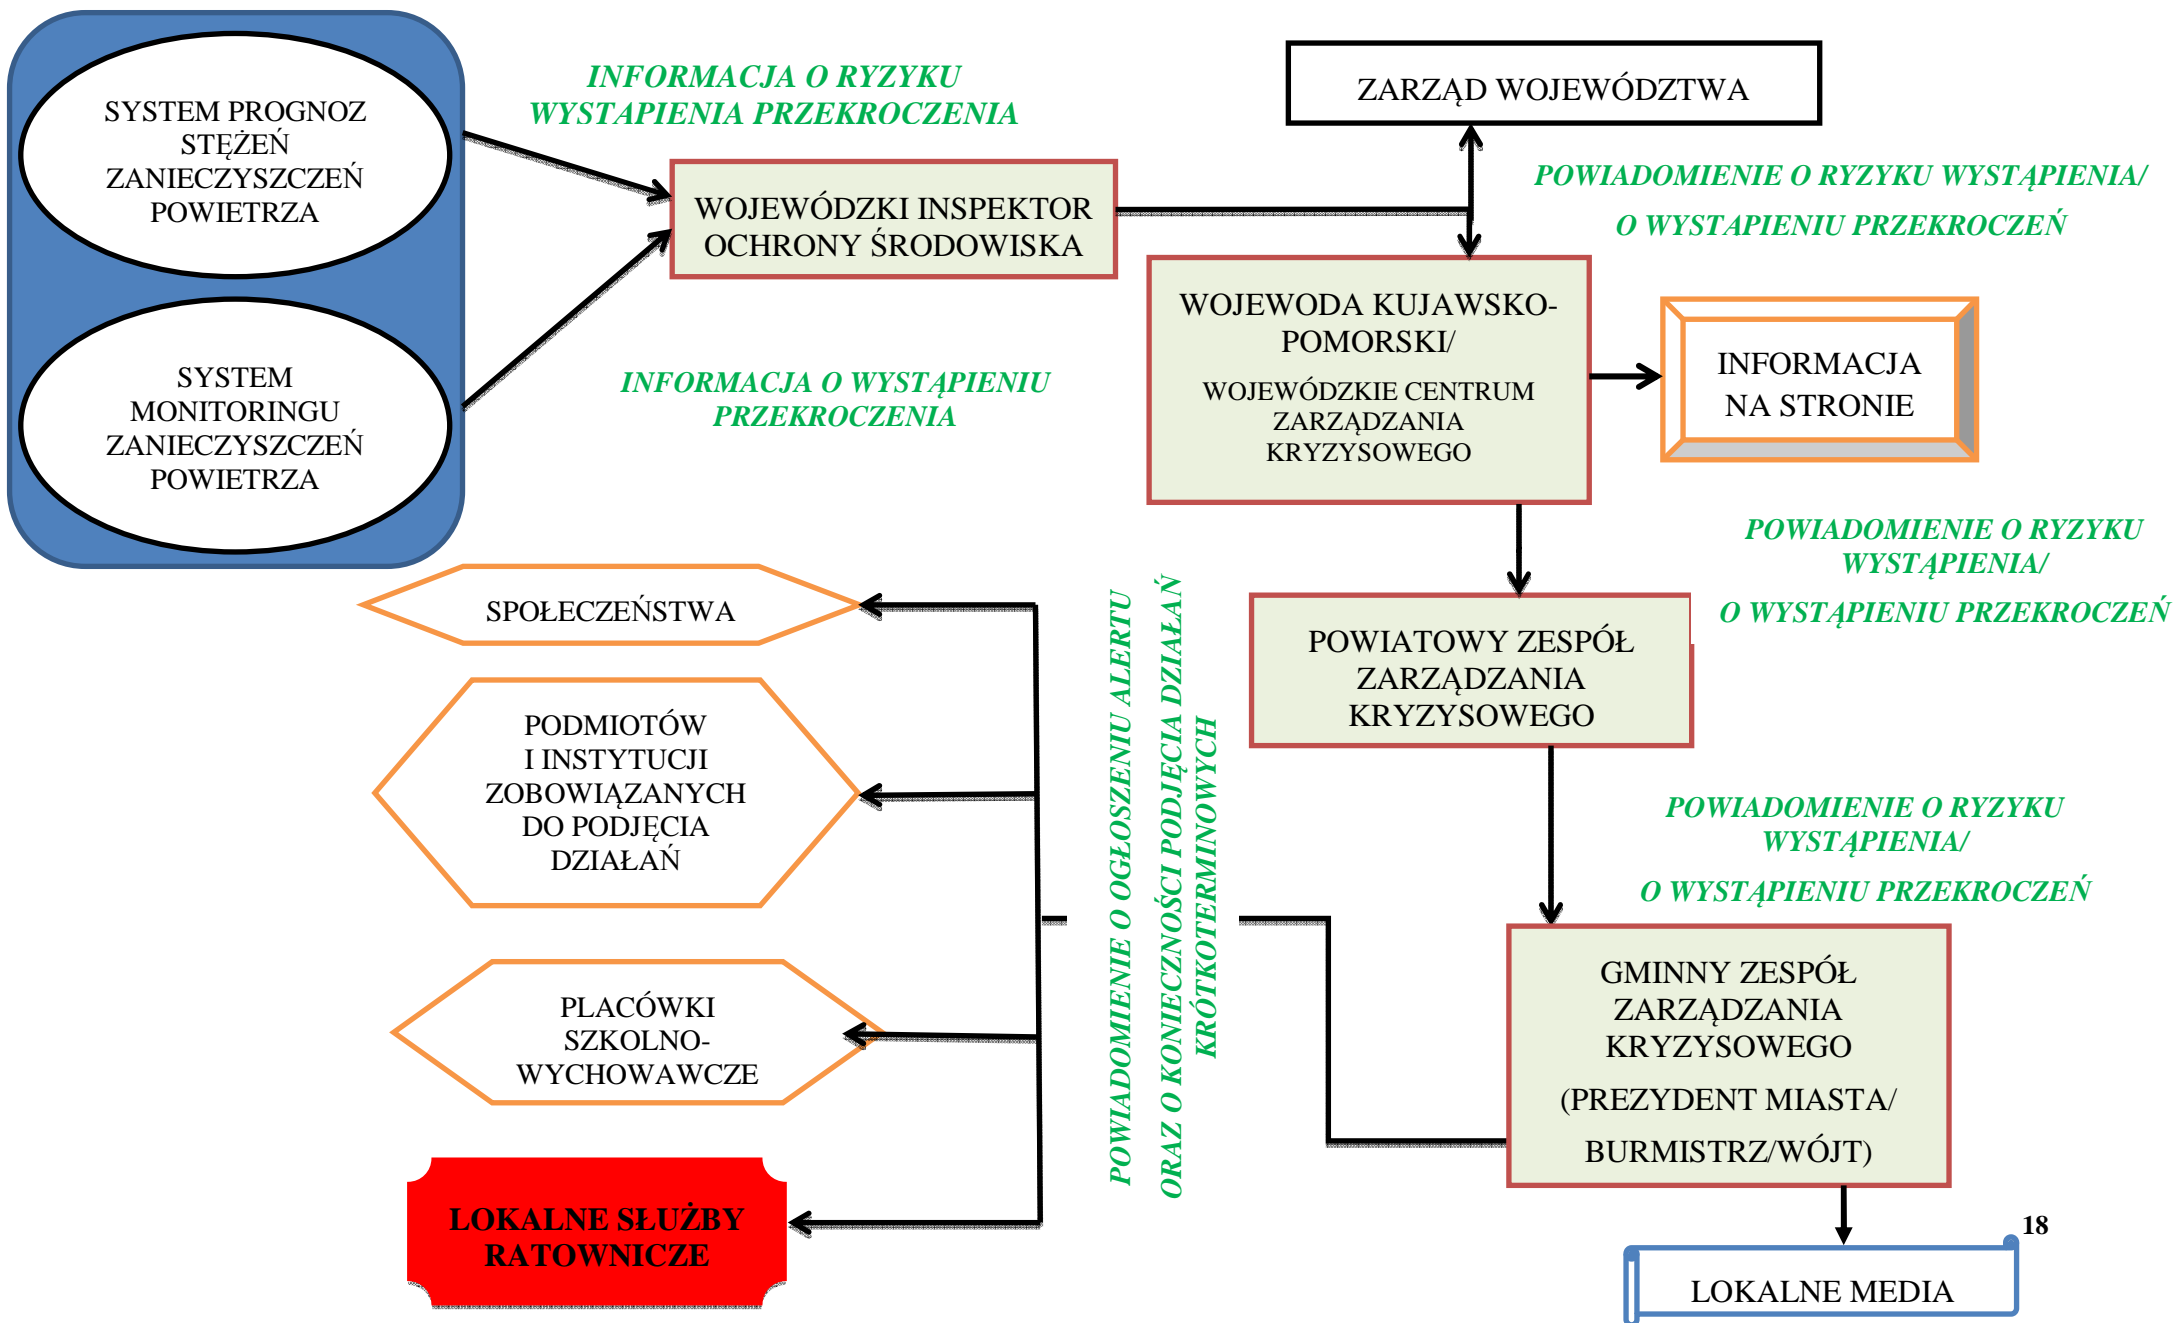 SYSTEM PROGNOZ
STĘŻEŃ
ZANIECZYSZCZEŃ
POWIETRZA
SYSTEM
MONITORINGU
ZANIECZYSZCZEŃ
POWIETRZA
INFORMACJA O RYZYKU
WYSTAPIENIA PRZEKROCZENIA
INFORMACJA O WYSTĄPIENIU
PRZEKROCZENIA
WOJEWÓDZKI INSPEKTOR
OCHRONY ŚRODOWISKA
ZARZĄD WOJEWÓDZTWA
POWIADOMIENIE O RYZYKU WYSTĄPIENIA/
O WYSTAPIENIU PRZEKROCZEŃ
WOJEWODA KUJAWSKO-
POMORSKI/
WOJEWÓDZKIE CENTRUM
ZARZĄDZANIA
KRYZYSOWEGO
INFORMACJA
NA STRONIE
POWIADOMIENIE O RYZYKU
WYSTĄPIENIA/
O WYSTĄPIENIU PRZEKROCZEŃ
POWIATOWY ZESPÓŁ
ZARZĄDZANIA
KRYZYSOWEGO
POWIADOMIENIE O RYZYKU
WYSTĄPIENIA/
O WYSTĄPIENIU PRZEKROCZEŃ
GMINNY ZESPÓŁ
ZARZĄDZANIA
KRYZYSOWEGO
(PREZYDENT MIASTA/
BURMISTRZ/WÓJT)
POWIADOMIENIE O OGŁOSZENIU ALERTU
ORAZ O KONIECZNOŚCI PODJĘCIA DZIAŁAŃ
KRÓTKOTERMINOWYCH
SPOŁECZEŃSTWA
PODMIOTÓW
I INSTYTUCJI
ZOBOWIĄZANYCH
DO PODJĘCIA
DZIAŁAŃ
PLACÓWKI
SZKOLNO-
WYCHOWAWCZE
LOKALNE SŁUŻBY
RATOWNICZE
18
LOKALNE MEDIA